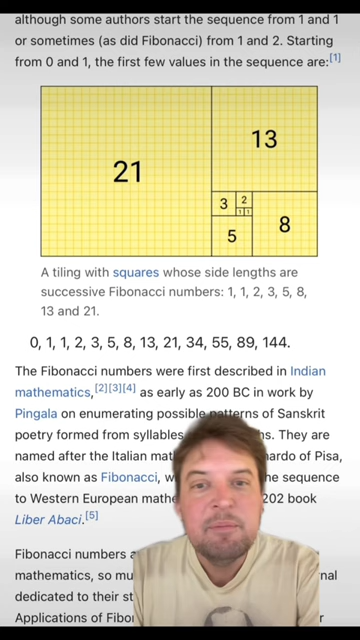 although some authors start the sequence from 1 and 1
or sometimes (as did Fibonacci) from 1 and 2. Starting
from 0 and 1, the first few values in the sequence are:[1]
21
13
3
2
1 1
5
8
A tiling with squares whose side lengths are
successive Fibonacci numbers: 1, 1, 2, 3, 5, 8,
13 and 21.
0, 1, 1, 2, 3, 5, 8, 13, 21, 34, 55, 89, 144.
The Fibonacci numbers were first described in Indian
mathematics,[2][3][4] as early as 200 BC in work by
Pingala on enumerating possible patterns of Sanskrit
poetry formed from syllables They are
named after the Italian of Pisa,
also known as Fibonacci, sequence
to Western European book
Liber Abaci.[5]
Fibonacci numbers
mathematics, so
dedicated to their
Applications of